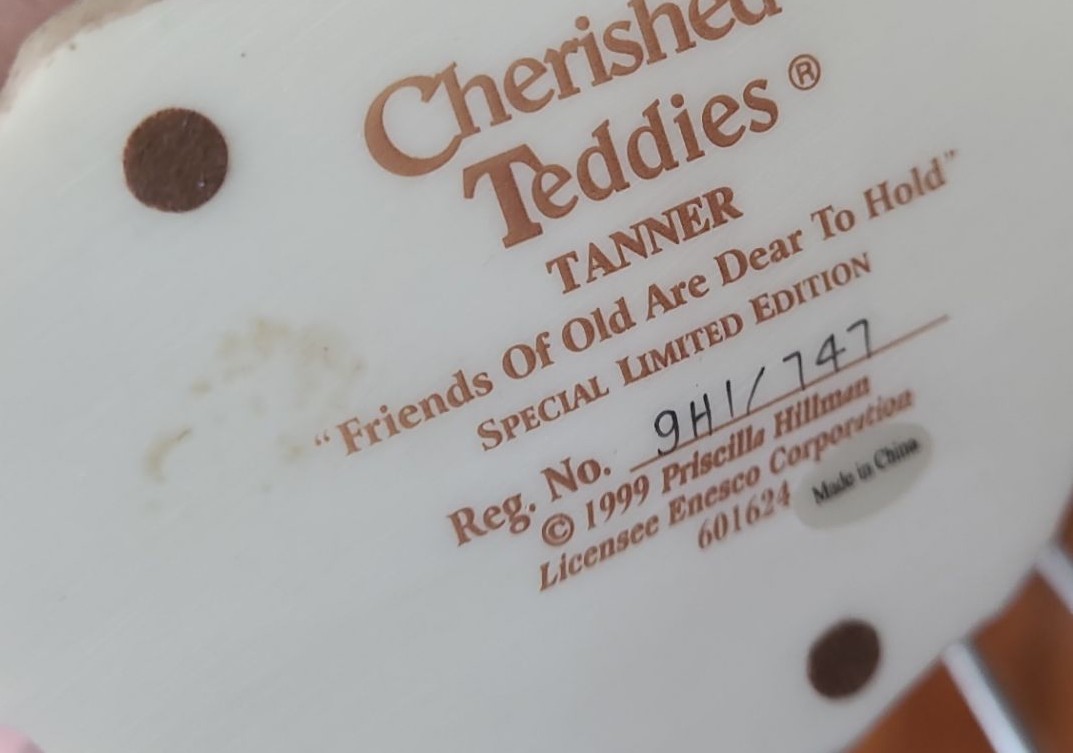 Cherished
Teddies ®
TANNER
"Friends Of Old Are Dear To Hold"
SPECIAL LIMITED EDITION
Reg. No. 9H1/747
© 1999 Priscilla Hillman
Licensee Enesco Corporation
601624
Made in China